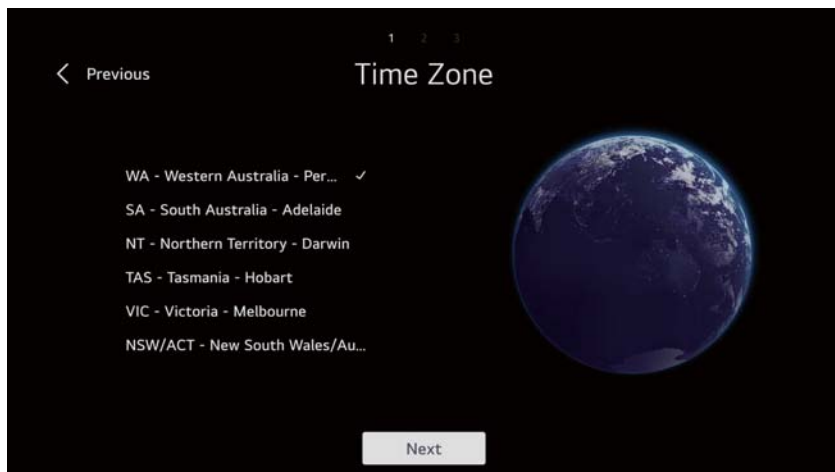 1 2 3
Previous
Time Zone
WA - Western Australia - Per...
SA - South Australia - Adelaide
NT - Northern Territory - Darwin
TAS - Tasmania - Hobart
VIC - Victoria - Melbourne
NSW/ACT - New South Wales/Au...
Next